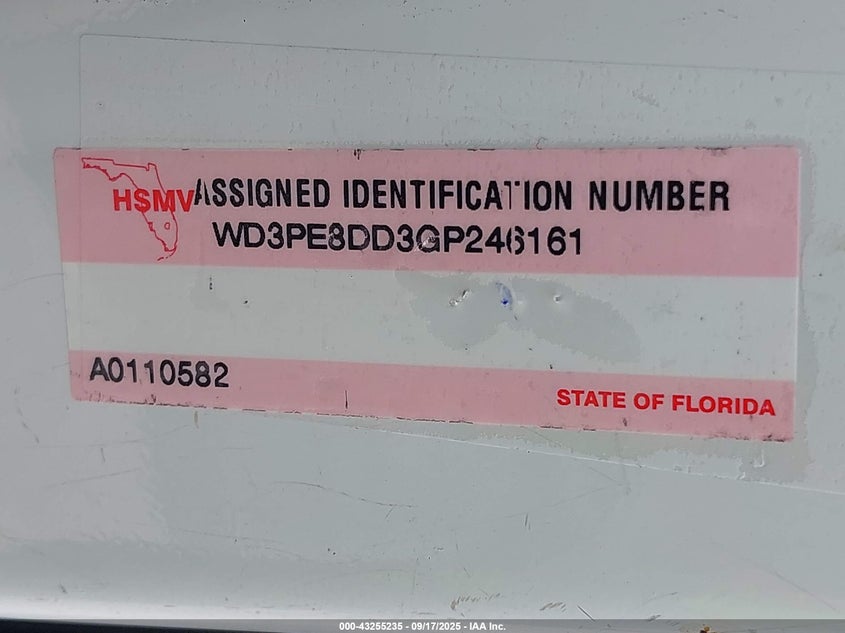 HSMV ASSIGNED IDENTIFICATION NUMBER
WD3PE8DD3GP246161
A0110582
STATE OF FLORIDA
000-43255235 - 09/17/2025 - IAA Inc.